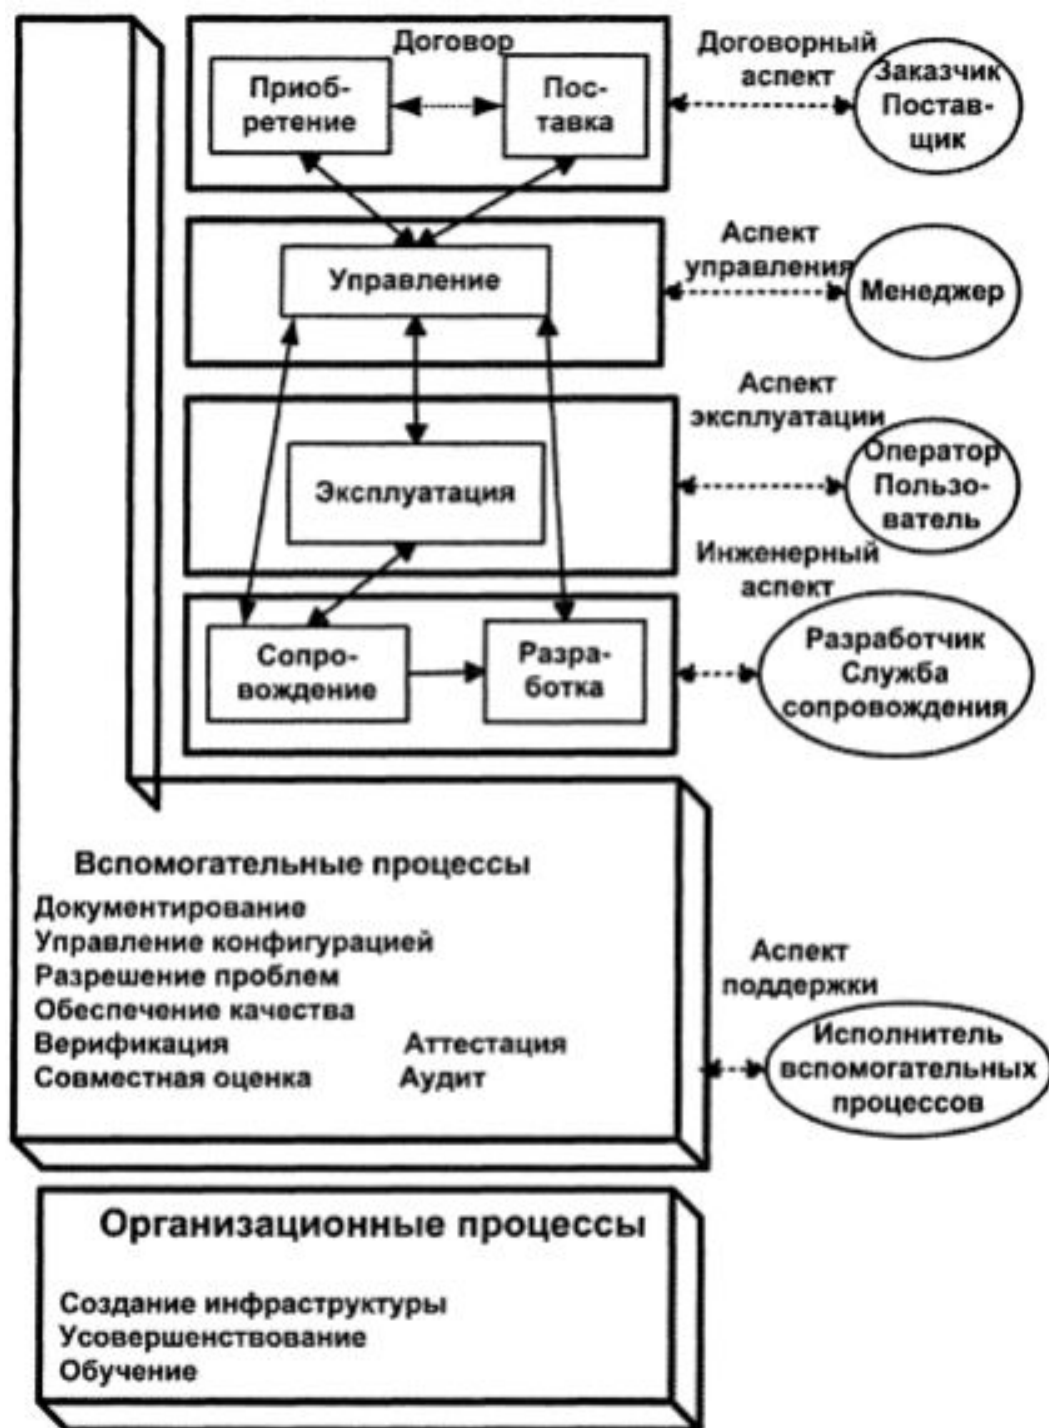 Договор
Приоб-
ретение
Пос-
тавка
Договорный
аспект
Заказчик
Постав-
щик
Управление
Аспект
управления
Менеджер
Эксплуатация
Аспект
эксплуатации
Оператор
Пользо-
ватель
Сопро-
вождение
Разра-
ботка
Инженерный
аспект
Разработчик
Служба
сопровождения
Вспомогательные процессы
Документирование
Управление конфигурацией
Разрешение проблем
Обеспечение качества
Верификация Аттестация
Совместная оценка Аудит
Аспект
поддержки
Исполнитель
вспомогательных
процессов
Организационные процессы
Создание инфраструктуры
Усовершенствование
Обучение